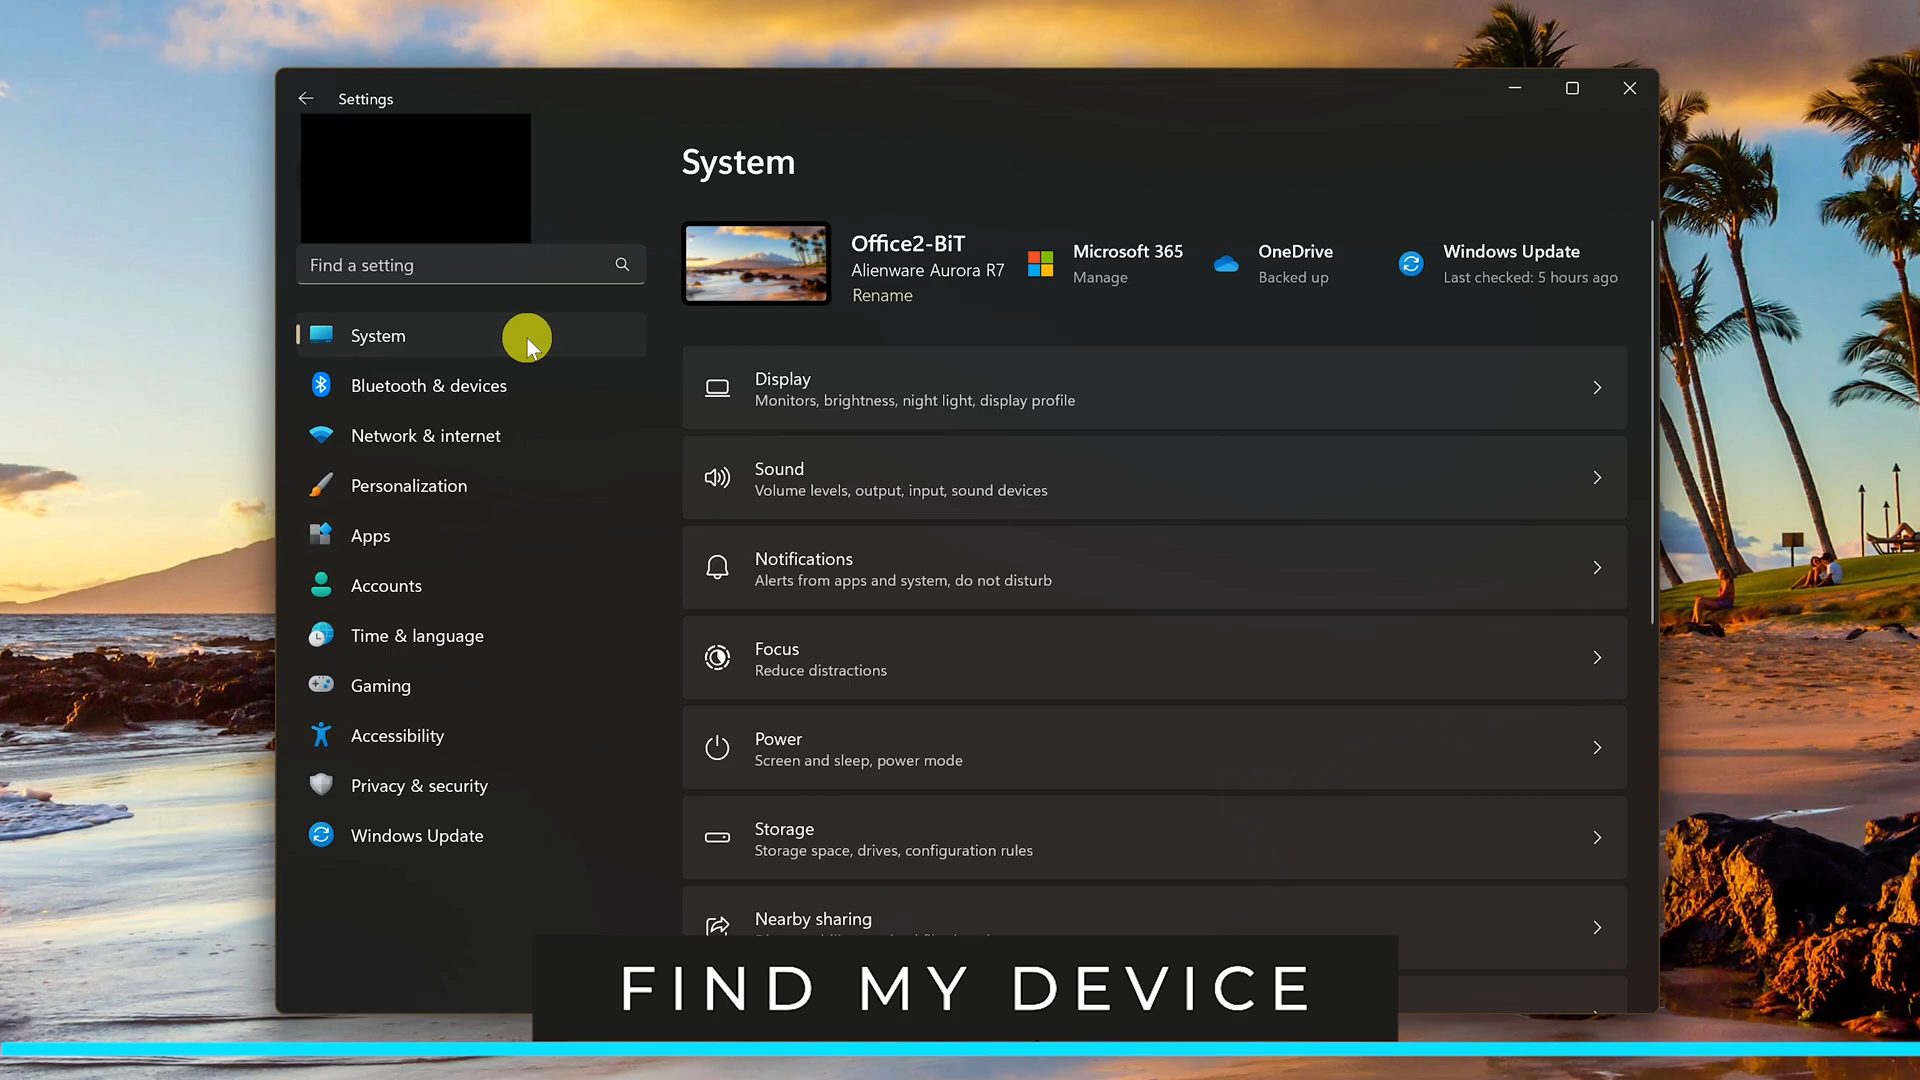 Settings
Find a setting
System
Bluetooth & devices
Network & internet
Personalization
Apps
Accounts
Time & language
Gaming
Accessibility
Privacy & security
Windows Update
System
Office2-BiT
Alienware Aurora R7
Rename
Microsoft 365
Manage
OneDrive
Backed up
Windows Update
Last checked: 5 hours ago
Display
Monitors, brightness, night light, display profile
Sound
Volume levels, output, input, sound devices
Notifications
Alerts from apps and system, do not disturb
Focus
Reduce distractions
Power
Screen and sleep, power mode
Storage
Storage space, drives, configuration rules
Nearby sharing
FIND MY DEVICE